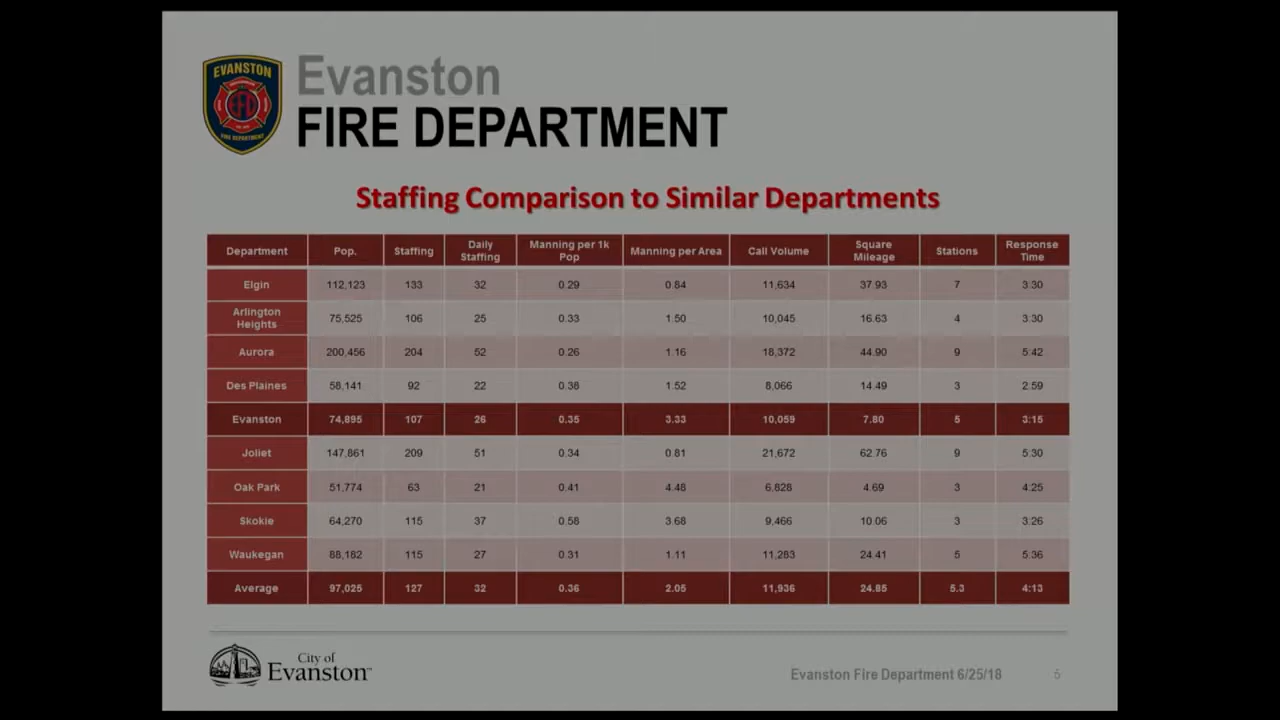 EVANSTON
EFD
FIRE DEPARTMENT
Evanston
FIRE DEPARTMENT
Staffing Comparison to Similar Departments
Department Pop. Staffing Daily Staffing Manning per 1k Pop Manning per Area Call Volume Square Mileage Stations Response Time
Elgin 112,123 133 32 0.29 0.84 11,634 37.93 7 3:30
Arlington Heights 75,525 106 25 0.33 1.50 10,045 16.63 4 3:30
Aurora 200,456 204 52 0.26 1.16 18,372 44.90 9 5:42
Des Plaines 58,141 92 22 0.38 1.52 8,066 14.49 3 2:59
Evanston 74,895 107 26 0.35 3.33 10,059 7.80 5 3:15
Joliet 147,861 209 51 0.34 0.81 21,672 62.76 9 5:30
Oak Park 51,774 63 21 0.41 4.48 6,828 4.69 3 4:25
Skokie 64,270 115 37 0.58 3.68 9,466 10.06 3 3:26
Waukegan 88,182 115 27 0.31 1.11 11,283 24.41 5 5:36
Average 97,025 127 32 0.36 2.05 11,936 24.85 5.3 4:13
City of
Evanston™
Evanston Fire Department 6/25/18 5